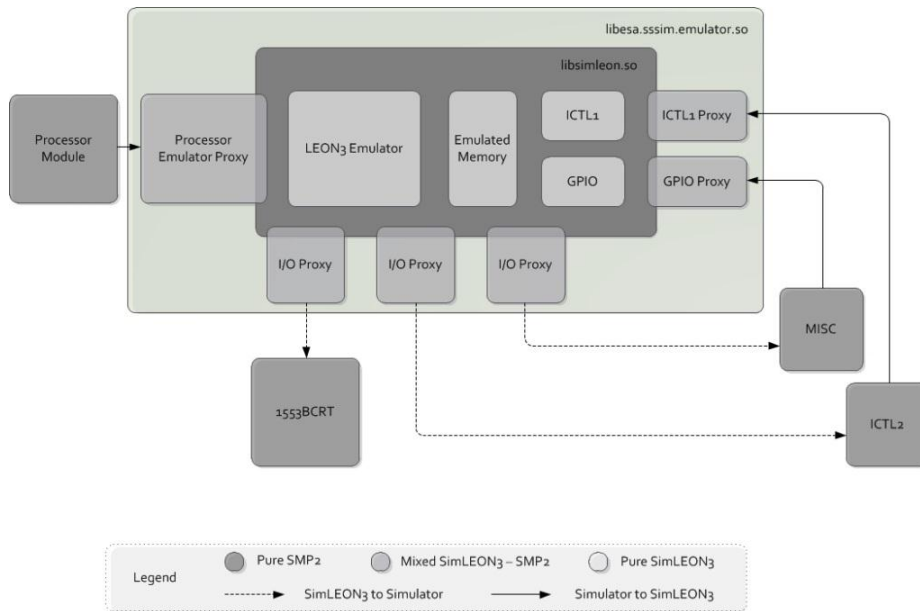 libesa.sssim.emulator.so
libsimleon.so
Processor
Module
Processor
Emulator Proxy
LEON3 Emulator
Emulated
Memory
ICTL1
ICTL1 Proxy
GPIO
GPIO Proxy
I/O Proxy
I/O Proxy
I/O Proxy
MISC
1553BCRT
ICTL2
Legend
Pure SMP2
Mixed SimLEON3 – SMP2
Pure SimLEON3
SimLEON3 to Simulator
Simulator to SimLEON3